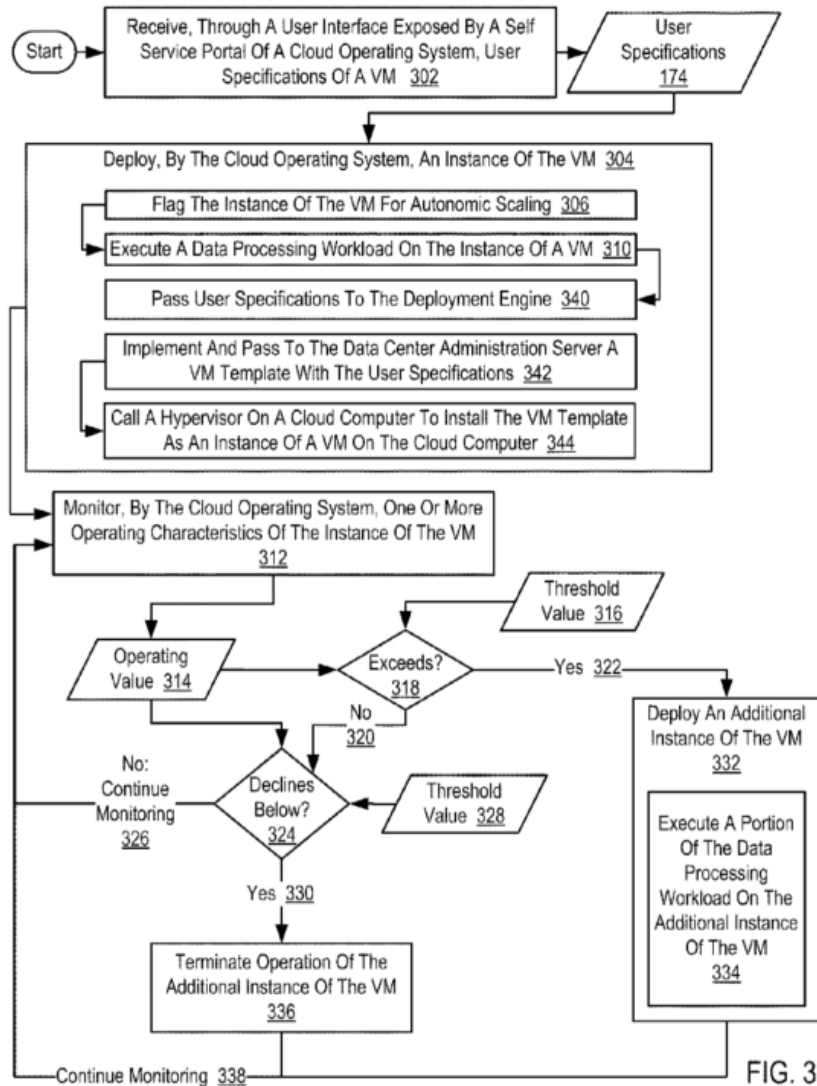 Start
Receive, Through A User Interface Exposed By A Self
Service Portal Of A Cloud Operating System, User
Specifications Of A VM 302
User
Specifications
174
Deploy, By The Cloud Operating System, An Instance Of The VM 304
Flag The Instance Of The VM For Autonomic Scaling 306
Execute A Data Processing Workload On The Instance Of A VM 310
Pass User Specifications To The Deployment Engine 340
Implement And Pass To The Data Center Administration Server A
VM Template With The User Specifications 342
Call A Hypervisor On A Cloud Computer To Install The VM Template
As An Instance Of A VM On The Cloud Computer 344
Monitor, By The Cloud Operating System, One Or More
Operating Characteristics Of The Instance Of The VM
312
Threshold
Value 316
Operating
Value 314
Exceeds?
318
Yes 322
No
320
Deploy An Additional
Instance Of The VM
332
No:
Continue
Monitoring
326
Declines
Below?
324
Threshold
Value 328
Execute A Portion
Of The Data
Processing
Workload On The
Additional Instance
Of The VM
334
Yes 330
Terminate Operation Of The
Additional Instance Of The VM
336
Continue Monitoring 338
FIG. 3